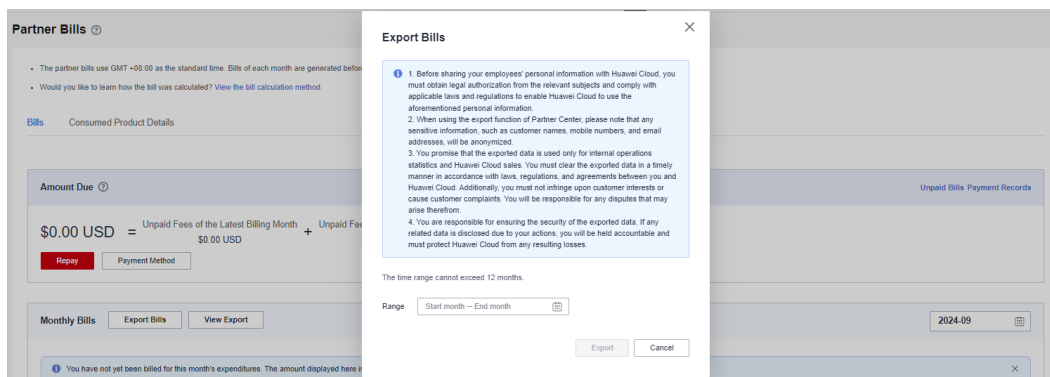 Partner Bills
Export Bills
The partner bills use GMT +08:00 as the standard time. Bills of each month are generated before
Would you like to learn how the bill was calculated? View the bill calculation method.
Bills Consumed Product Details
Amount Due
Unpaid Bills Payment Records
$0.00 USD = Unpaid Fees of the Latest Billing Month + Unpaid Fee
$0.00 USD
Repay Payment Method
Monthly Bills Export Bills View Export
2024-09
You have not yet been billed for this month's expenditures. The amount displayed here is
1. Before sharing your employees' personal information with Huawei Cloud, you
must obtain legal authorization from the relevant subjects and comply with
applicable laws and regulations to enable Huawei Cloud to use the
aforementioned personal information.
2. When using the export function of Partner Center, please note that any
sensitive information, such as customer names, mobile numbers, and email
addresses, will be anonymized.
3. You promise that the exported data is used only for internal operations
statistics and Huawei Cloud sales. You must clear the exported data in a timely
manner in accordance with laws, regulations, and agreements between you and
Huawei Cloud. Additionally, you must not infringe upon customer interests or
cause customer complaints. You will be responsible for any disputes that may
arise therefrom.
4. You are responsible for ensuring the security of the exported data. If any
related data is disclosed due to your actions, you will be held accountable and
must protect Huawei Cloud from any resulting losses.
The time range cannot exceed 12 months.
Range Start month — End month
Export Cancel